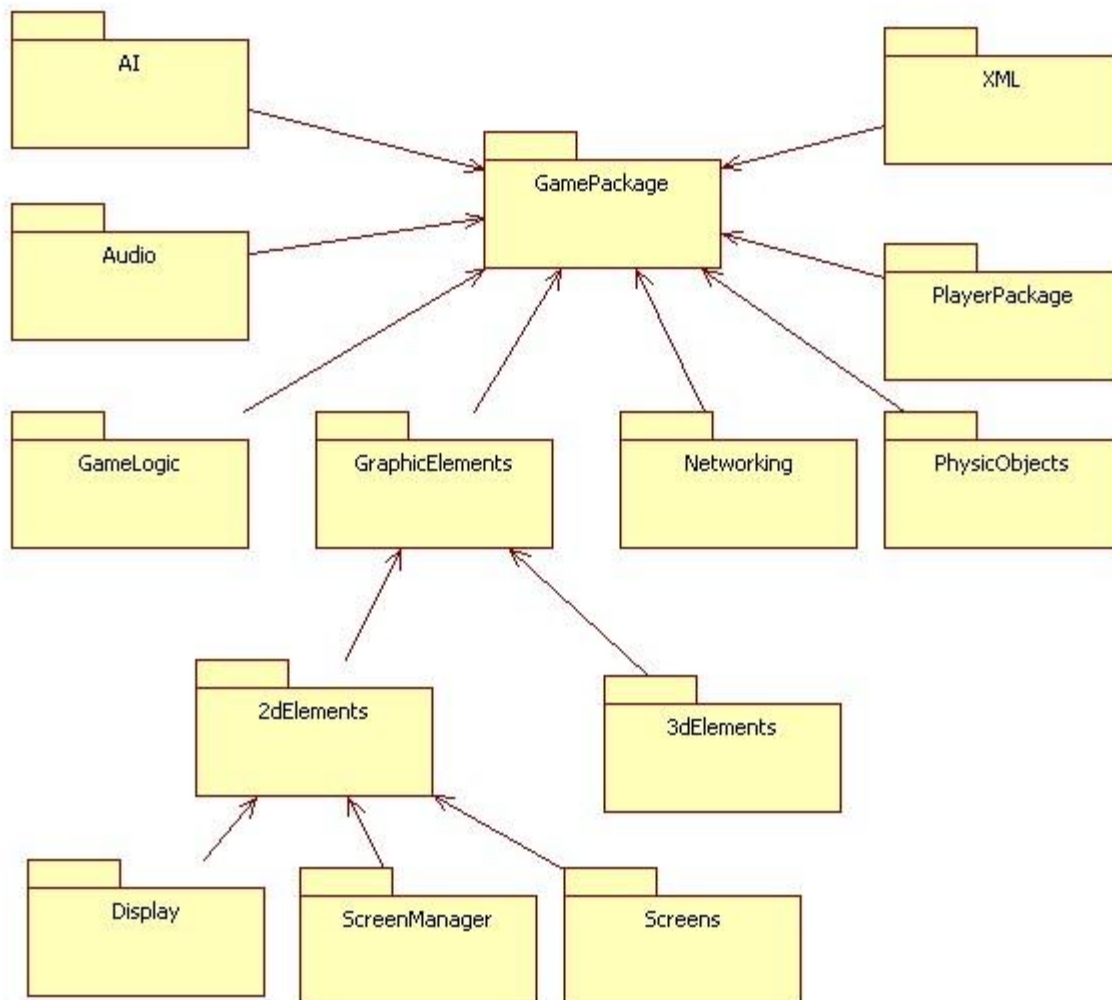 AI
XML
GamePackage
Audio
PlayerPackage
GameLogic
GraphicElements
Networking
PhysicObjects
2dElements
3dElements
Display
ScreenManager
Screens